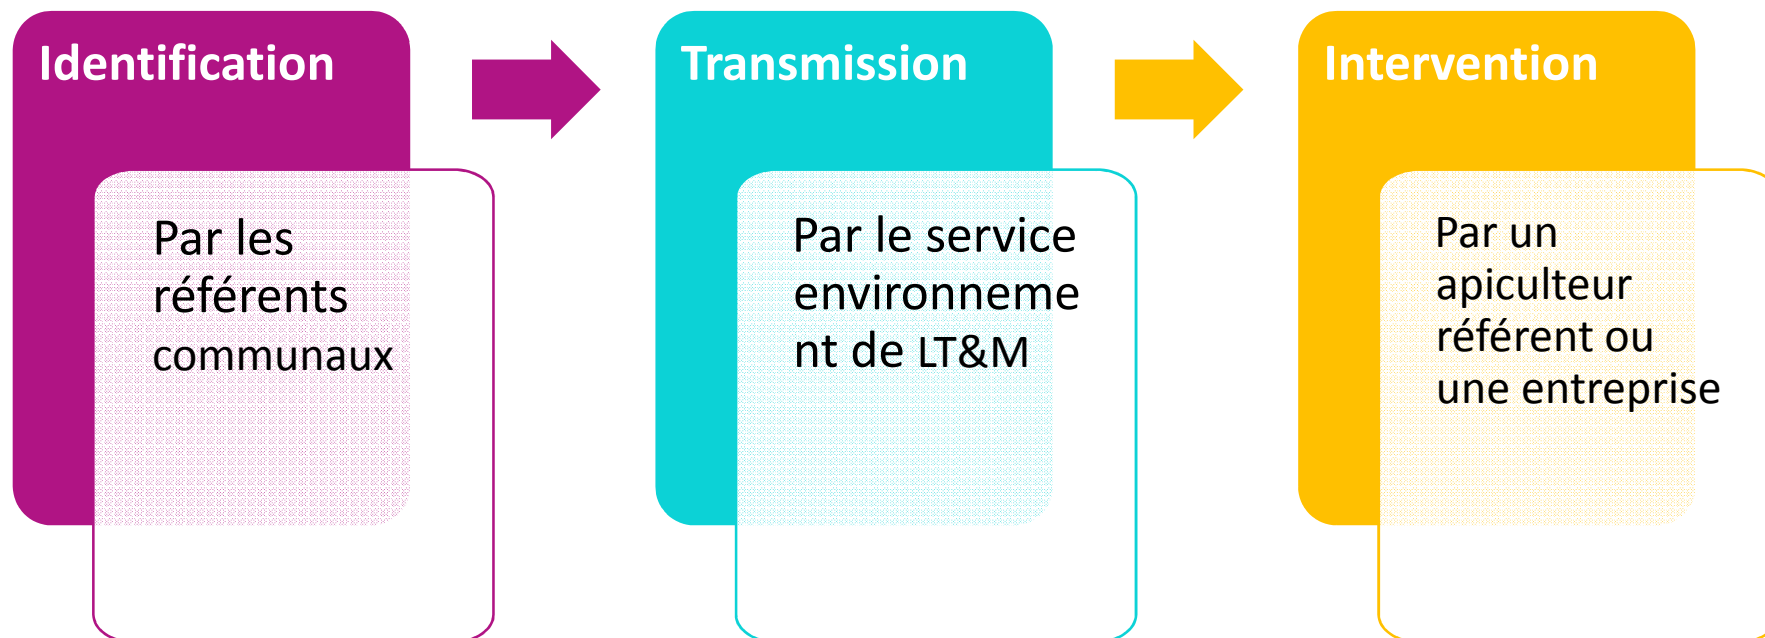 Identification
Par les
référents
communaux
Transmission
Par le service
environneme
nt de LT&M
Intervention
Par un
apiculteur
référent ou
une entreprise